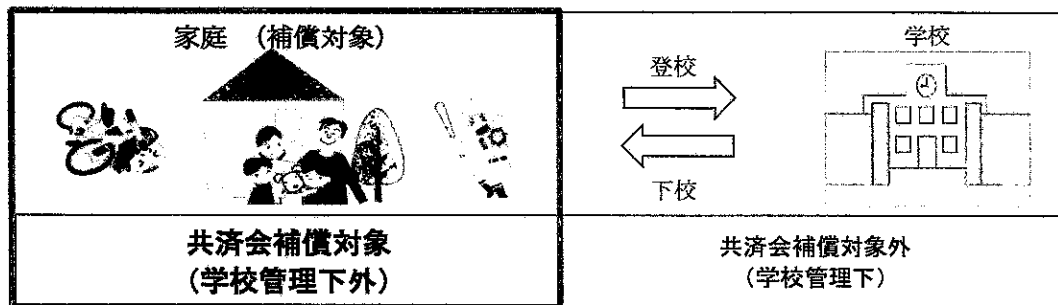 家庭 (補償対象)
学校
登校
下校
共済会補償対象
(学校管理下外)
共済会補償対象外
(学校管理下)